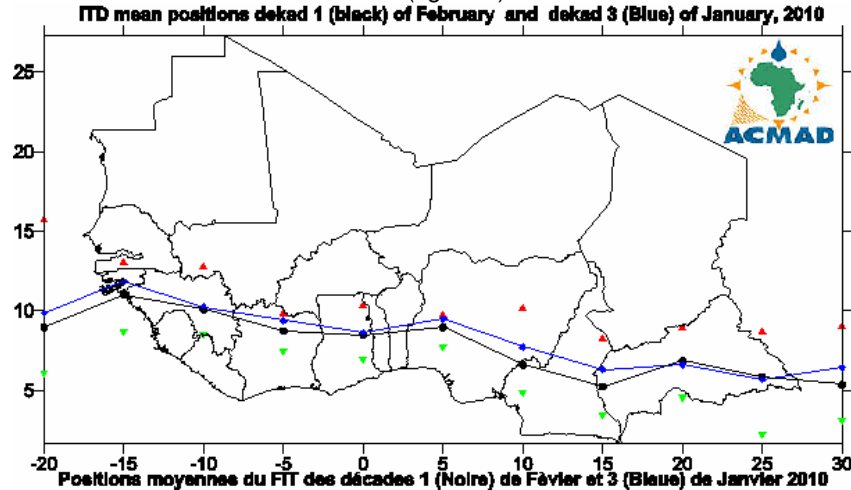 ITD mean positions dekad 1 (black) of February and dekad 3 (Blue) of January, 2010
25
20
15
10
5
ACMAD
-20 -15 -10 -5 0 5 10 15 20 25 30
Positions moyennes du FIT des décades 1 (Noire) de Fèvier et 3 (Bleue) de Janvier 2010